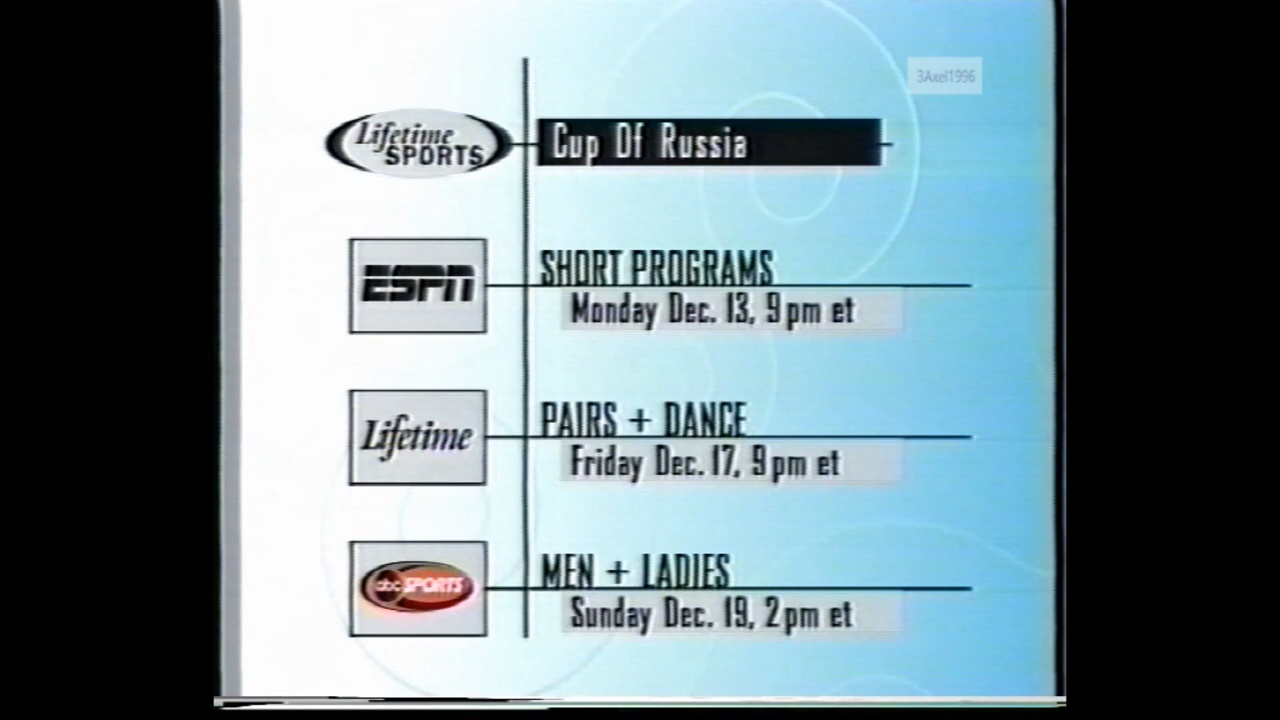 3Axel1996
Lifetime
SPORTS
Cup Of Russia
ESPN
SHORT PROGRAMS
Monday Dec. 13, 9pm et
Lifetime
PAIRS + DANCE
Friday Dec. 17, 9pm et
abc SPORTS
MEN + LADIES
Sunday Dec. 19, 2pm et